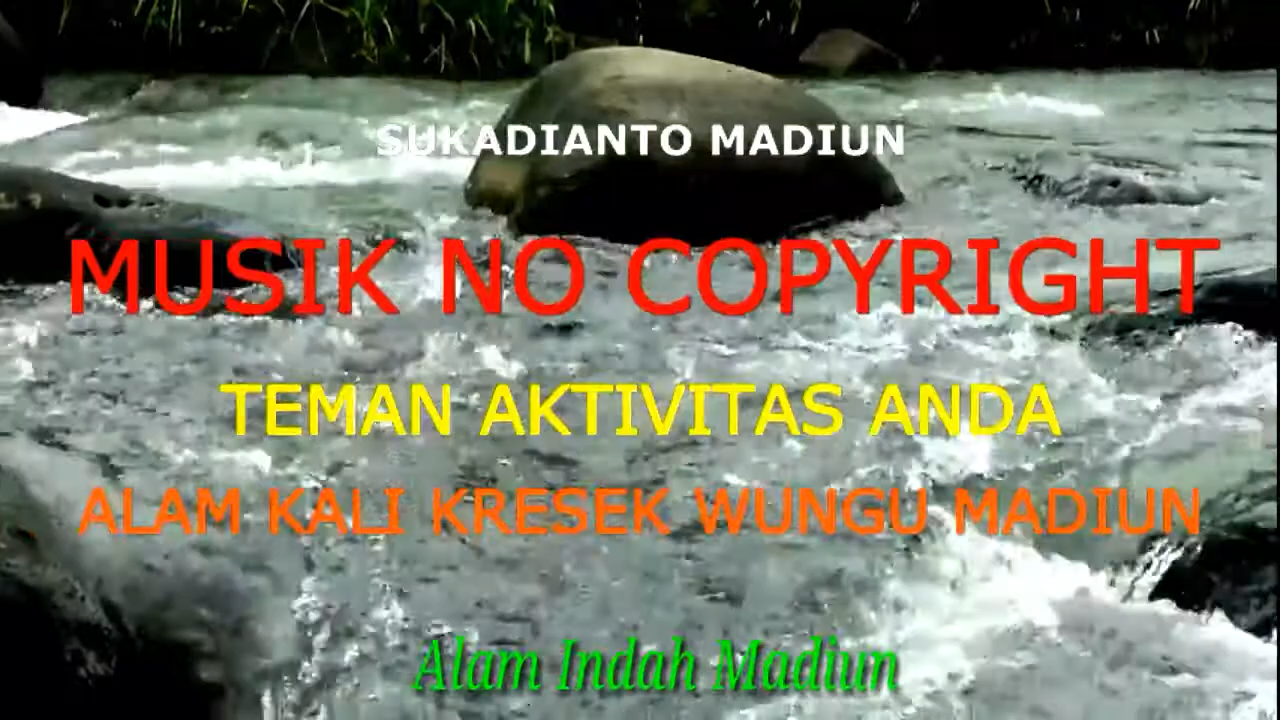 SUKADIANTO MADIUN
MUSIK NO COPYRIGHT
TEMAN AKTIVITAS ANDA
ALAM KALI KRESEK WUNGU MADIUN
Alam Indah Madiun